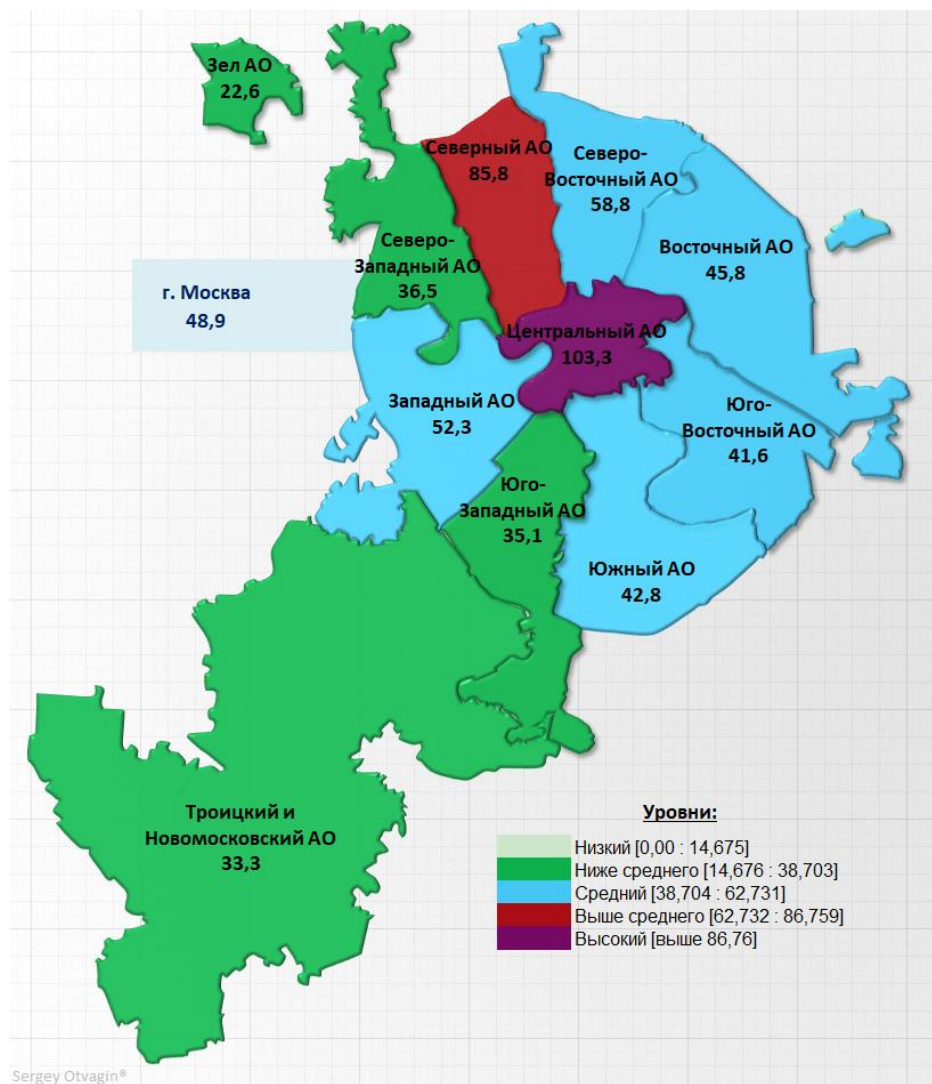 Зел АО
22,6
Северный АО
85,8
Северо-
Восточный АО
58,8
Восточный АО
45,8
Северо-
Западный АО
36,5
г. Москва
48,9
Центральный АО
103,3
Западный АО
52,3
Юго-
Восточный АО
41,6
Юго-
Западный АО
35,1
Южный АО
42,8
Троицкий и
Новомосковский АО
33,3
Уровни:
Низкий [0,00 : 14,675]
Ниже среднего [14,676 : 38,703]
Средний [38,704 : 62,731]
Выше среднего [62,732 : 86,759]
Высокий [выше 86,76]
Sergey Otvagin®